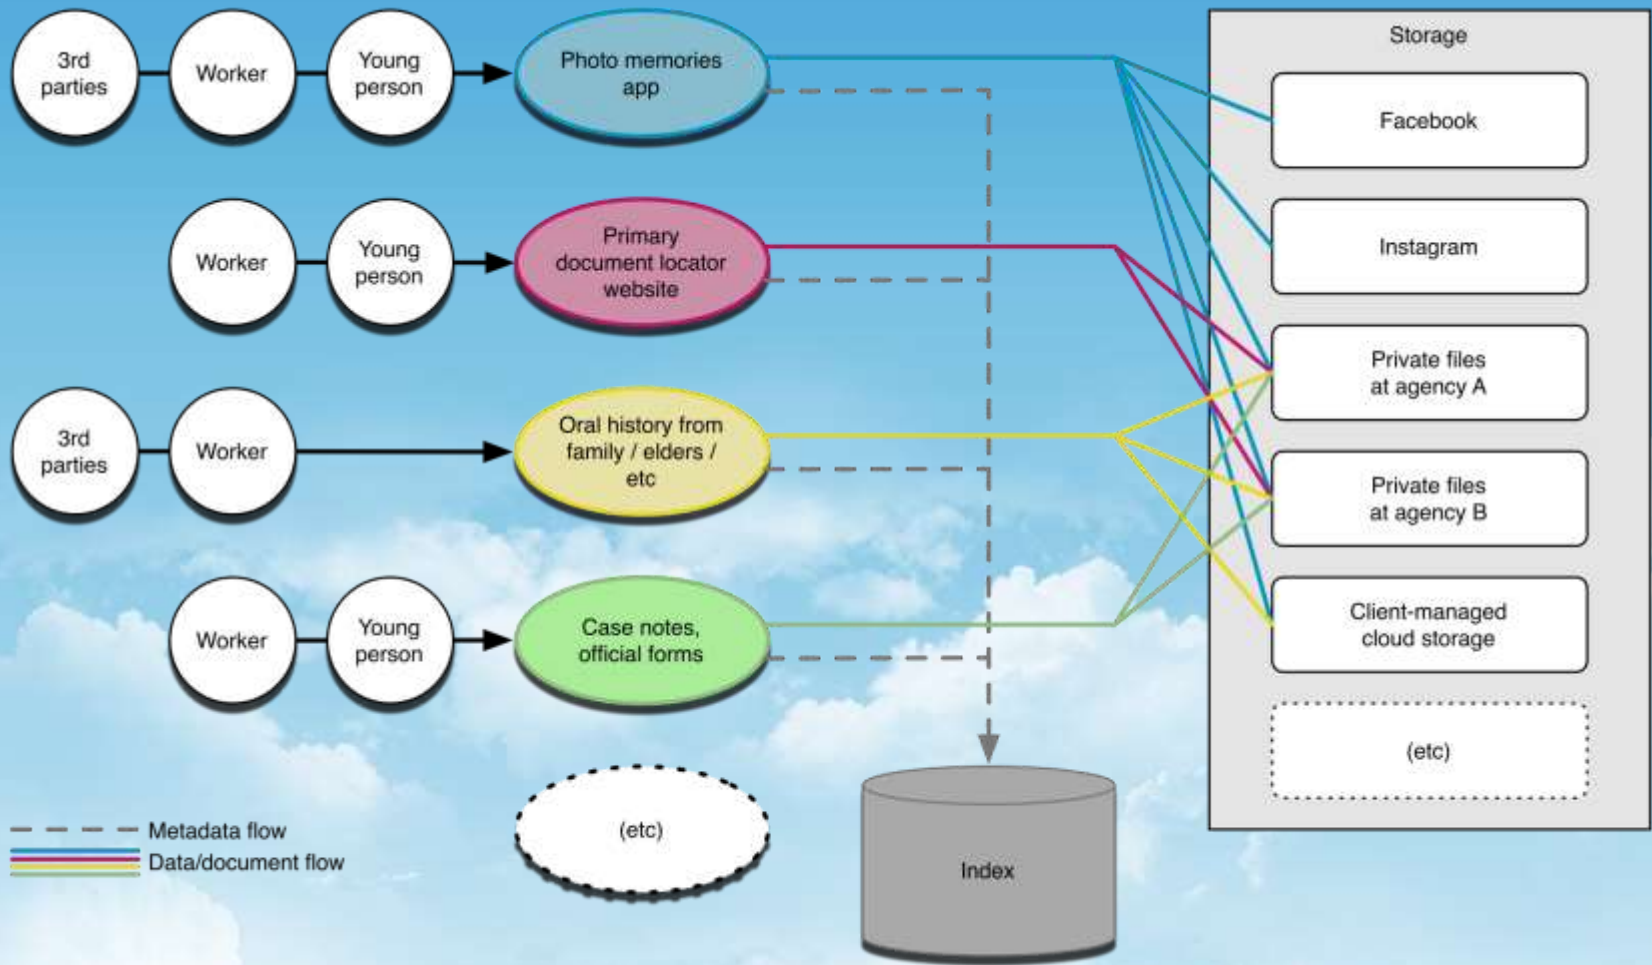 3rd
parties
Worker
Young
person
Photo memories
app
Storage
Facebook
Instagram
Worker
Young
person
Primary
document locator
website
Private files
at agency A
3rd
parties
Worker
Oral history from
family / elders /
etc
Private files
at agency B
Worker
Young
person
Case notes,
official forms
Client-managed
cloud storage
(etc)
Metadata flow
Data/document flow
(etc)
Index